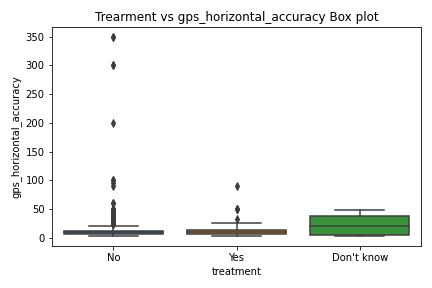 Trearment vs gps_horizontal_accuracy Box plot
gps_horizontal_accuracy
350
300
250
200
150
100
50
0
No Yes Don't know
treatment